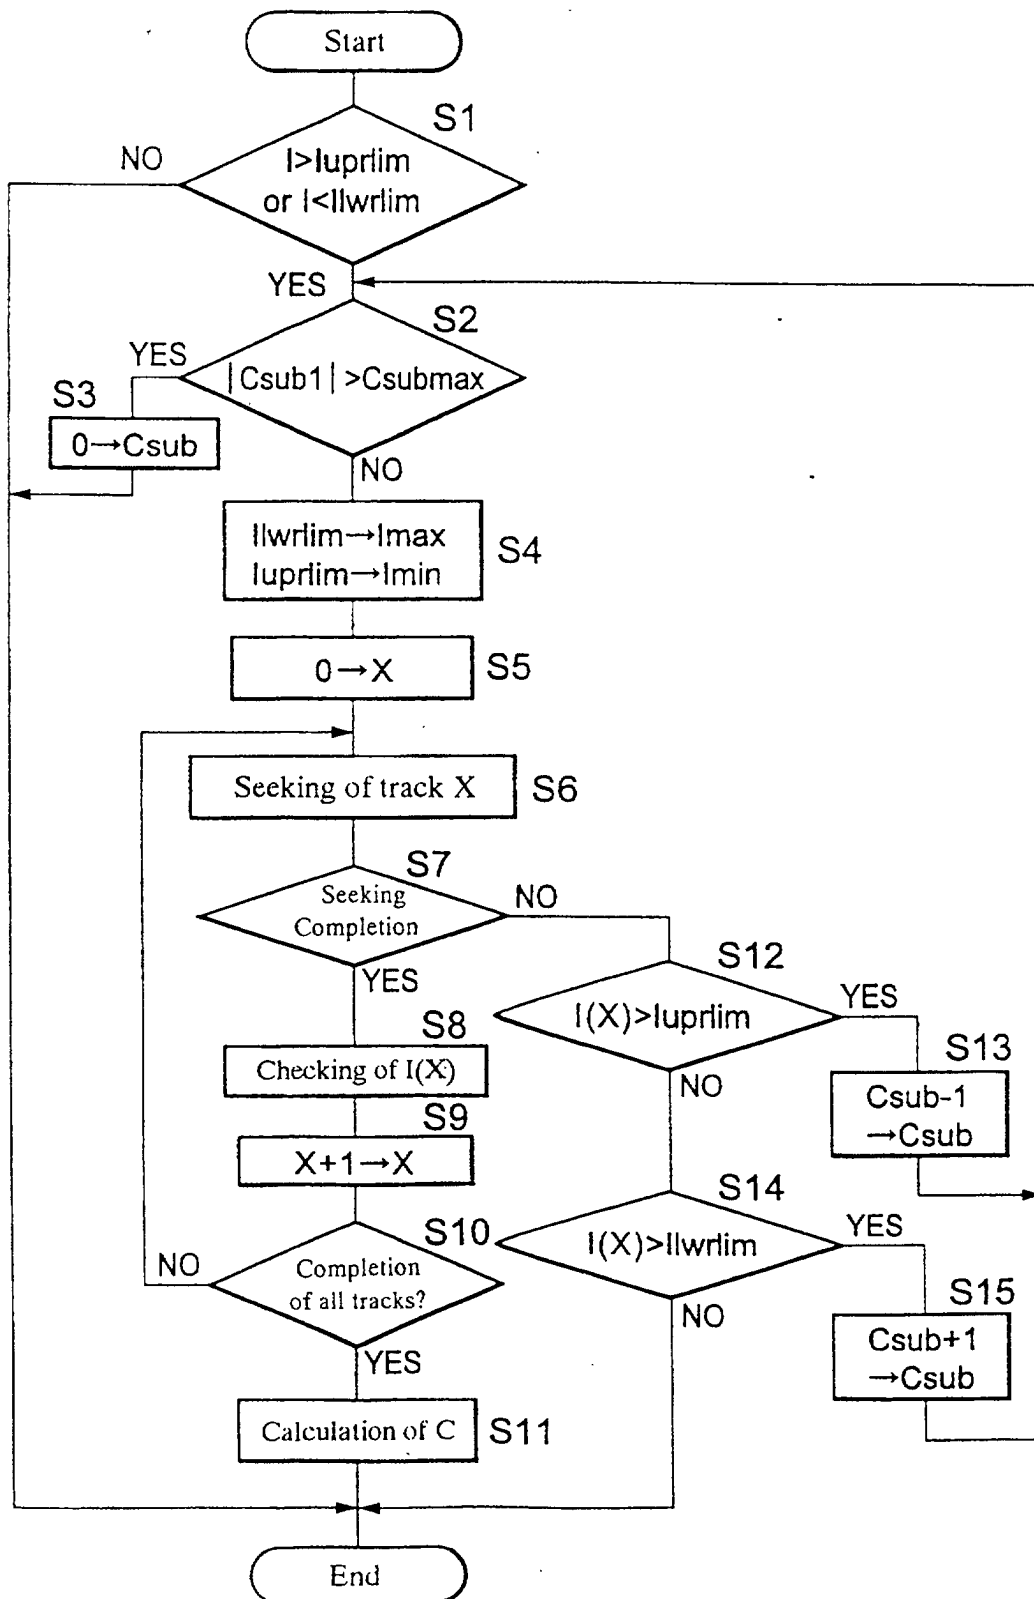 Start
S1
NO
I>Iuprlim
or I<Ilwrlim
YES
S2
YES
|Csub1|>Csubmax
S3
0→Csub
NO
Ilwrlim→Imax
Iuprlim→Imin
S4
0→X
S5
Seeking of track X
S6
S7
Seeking
Completion
NO
YES
S12
I(X)>Iuprlim
YES
NO
S8
Checking of I(X)
S13
Csub-1
→Csub
S9
X+1→X
S14
I(X)>Ilwrlim
YES
NO
S10
NO
Completion
of all tracks?
YES
S15
Csub+1
→Csub
Calculation of C
S11
End